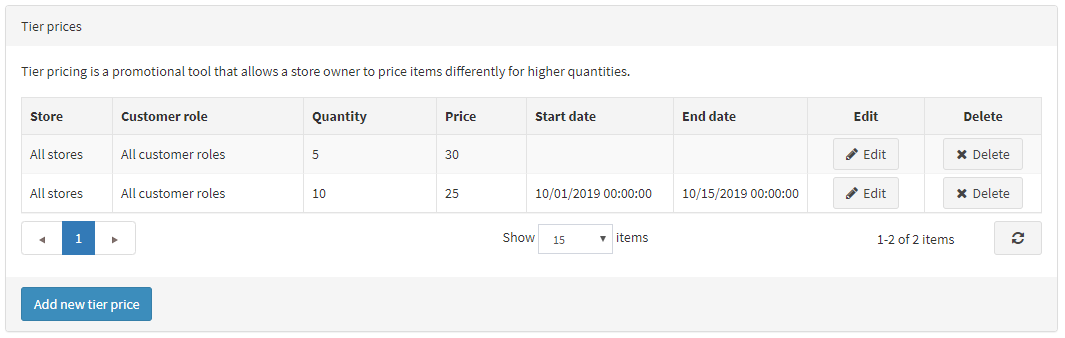 Tier prices
Tier pricing is a promotional tool that allows a store owner to price items differently for higher quantities.
Store Customer role Quantity Price Start date End date Edit Delete
All stores All customer roles 5 30 Edit Delete
All stores All customer roles 10 25 10/01/2019 00:00:00 10/15/2019 00:00:00 Edit Delete
1 Show 15 items 1-2 of 2 items
Add new tier price